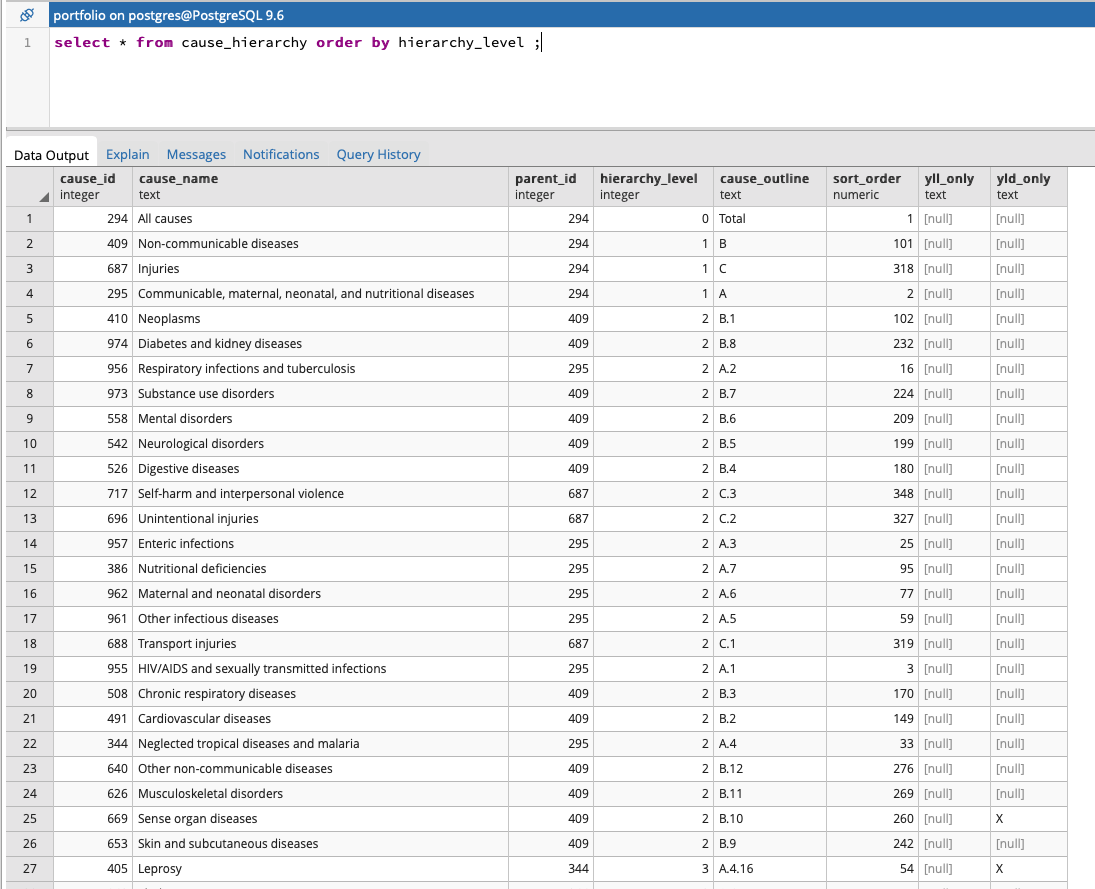 portfolio on postgres@PostgreSQL 9.6
1 select * from cause_hierarchy order by hierarchy_level ;
Data Output Explain Messages Notifications Query History
cause_id cause_name parent_id hierarchy_level cause_outline sort_order yll_only yld_only
integer text integer integer text numeric text text
1 294 All causes 294 0 Total 1 [null] [null]
2 409 Non-communicable diseases 294 1 B 101 [null] [null]
3 687 Injuries 294 1 C 318 [null] [null]
4 295 Communicable, maternal, neonatal, and nutritional diseases 294 1 A 2 [null] [null]
5 410 Neoplasms 409 2 B.1 102 [null] [null]
6 974 Diabetes and kidney diseases 409 2 B.8 232 [null] [null]
7 956 Respiratory infections and tuberculosis 295 2 A.2 16 [null] [null]
8 973 Substance use disorders 409 2 B.7 224 [null] [null]
9 558 Mental disorders 409 2 B.6 209 [null] [null]
10 542 Neurological disorders 409 2 B.5 199 [null] [null]
11 526 Digestive diseases 409 2 B.4 180 [null] [null]
12 717 Self-harm and interpersonal violence 687 2 C.3 348 [null] [null]
13 696 Unintentional injuries 687 2 C.2 327 [null] [null]
14 957 Enteric infections 295 2 A.3 25 [null] [null]
15 386 Nutritional deficiencies 295 2 A.7 95 [null] [null]
16 962 Maternal and neonatal disorders 295 2 A.6 77 [null] [null]
17 961 Other infectious diseases 295 2 A.5 59 [null] [null]
18 688 Transport injuries 687 2 C.1 319 [null] [null]
19 955 HIV/AIDS and sexually transmitted infections 295 2 A.1 3 [null] [null]
20 508 Chronic respiratory diseases 409 2 B.3 170 [null] [null]
21 491 Cardiovascular diseases 409 2 B.2 149 [null] [null]
22 344 Neglected tropical diseases and malaria 295 2 A.4 33 [null] [null]
23 640 Other non-communicable diseases 409 2 B.12 276 [null] [null]
24 626 Musculoskeletal disorders 409 2 B.11 269 [null] [null]
25 669 Sense organ diseases 409 2 B.10 260 [null] X
26 653 Skin and subcutaneous diseases 409 2 B.9 242 [null] [null]
27 405 Leprosy 344 3 A.4.16 54 [null] X